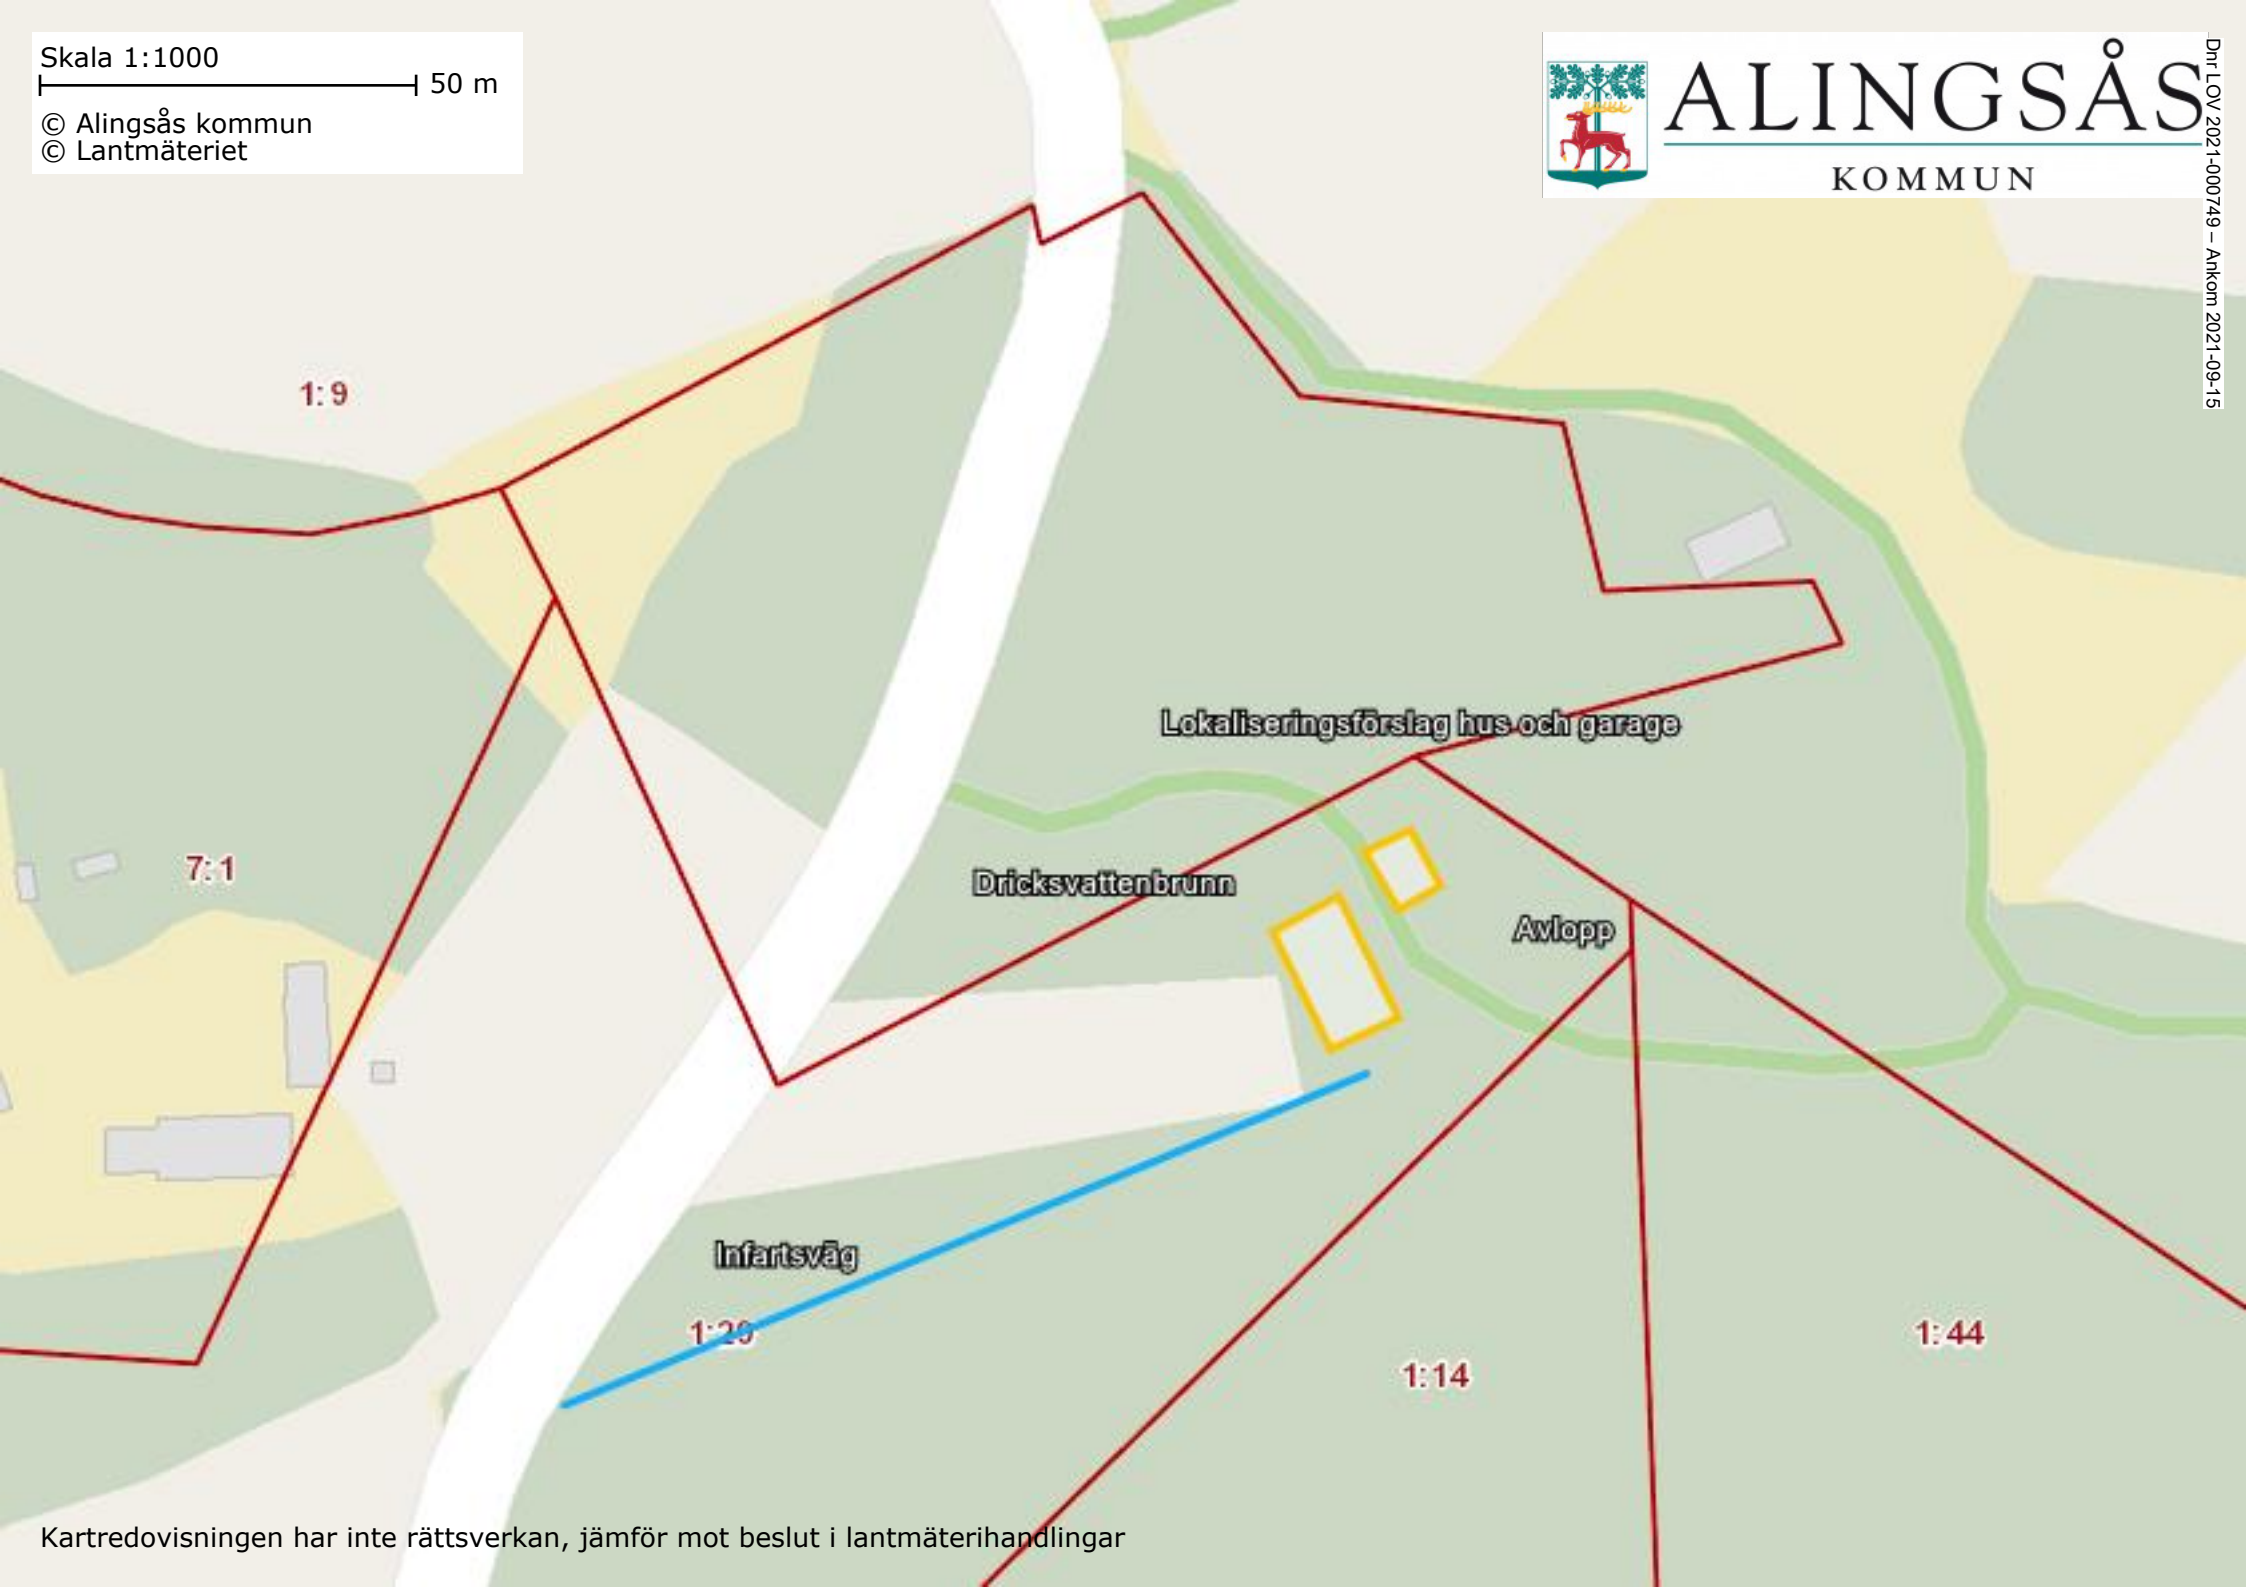 Skala 1:1000
50 m
© Alingsås kommun
© Lantmäteriet
ALINGSÅS
KOMMUN
Dnr LOV 2021-000749 – Ankom 2021-09-15
1:9
Lokaliseringsförslag hus och garage
7:1
Dricksvattenbrunn
Avlopp
Infartsväg
1:20
1:44
1:14
Kartredovisningen har inte rättsverkan, jämför mot beslut i lantmäterihandlingar